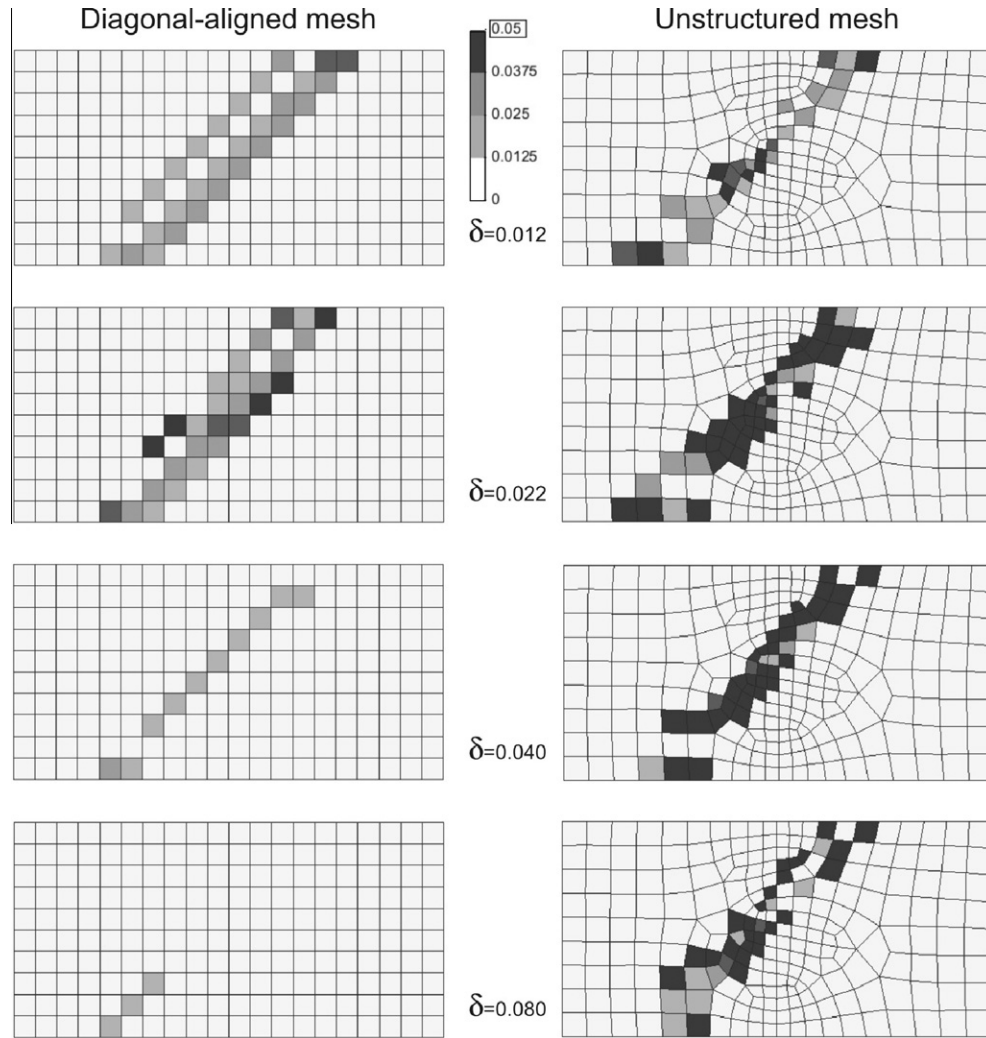 Diagonal-aligned mesh
Unstructured mesh
0.05
0.0375
0.025
0.0125
0
δ=0.012
δ=0.022
δ=0.040
δ=0.080